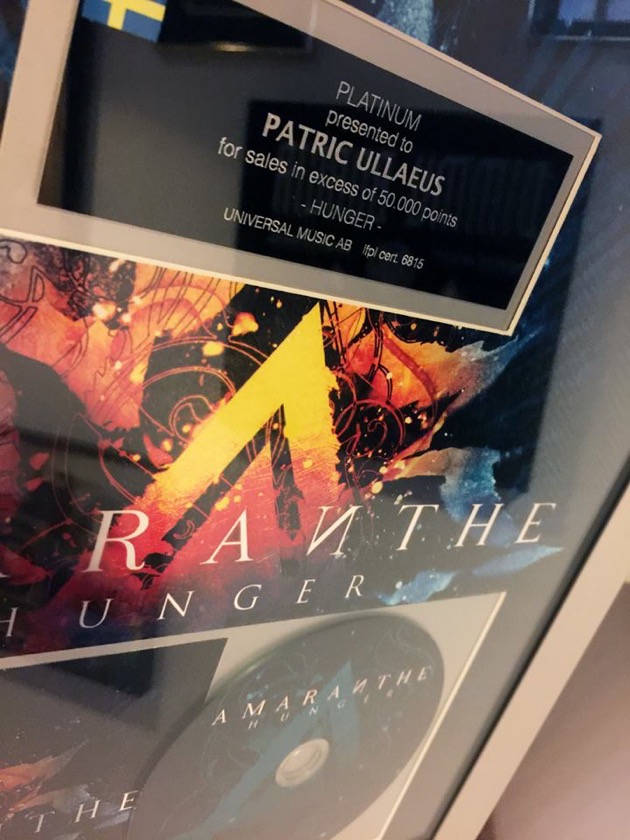 PLATINUM
presented to
PATRIC ULLAEUS
for sales in excess of 50.000 points
- HUNGER -
UNIVERSAL MUSIC AB ifpi cert. 6815
RAИTHE
HUNGER
AMARAИTHE
HUNGER
THE